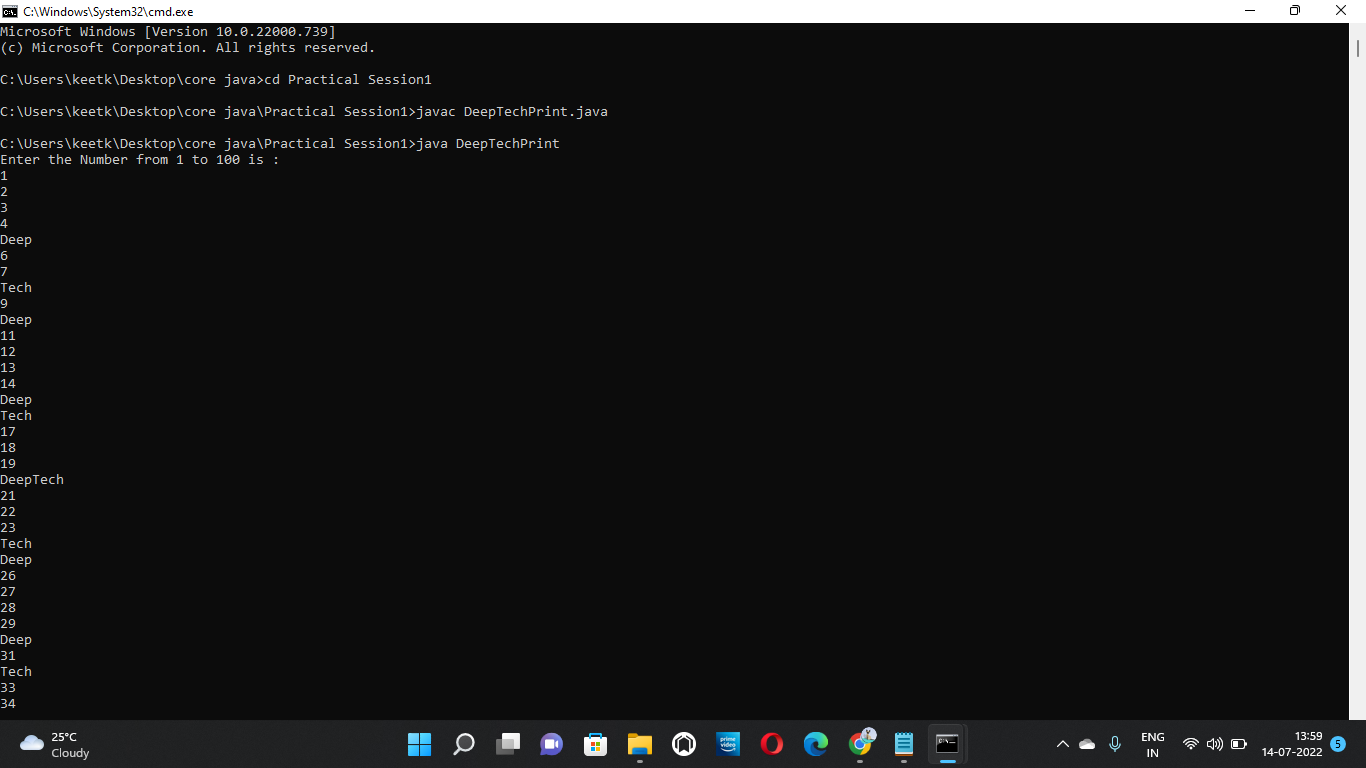 C:\Windows\System32\cmd.exe
Microsoft Windows [Version 10.0.22000.739]
(c) Microsoft Corporation. All rights reserved.
C:\Users\keetk\Desktop\core java>cd Practical Session1
C:\Users\keetk\Desktop\core java\Practical Session1>javac DeepTechPrint.java
C:\Users\keetk\Desktop\core java\Practical Session1>java DeepTechPrint
Enter the Number from 1 to 100 is :
1
2
3
4
Deep
6
7
Tech
9
Deep
11
12
13
14
Deep
Tech
17
18
19
DeepTech
21
22
23
Tech
Deep
26
27
28
29
Deep
31
Tech
33
34
25°C
Cloudy
prime video
Y
ENG
IN
13:59
14-07-2022
5